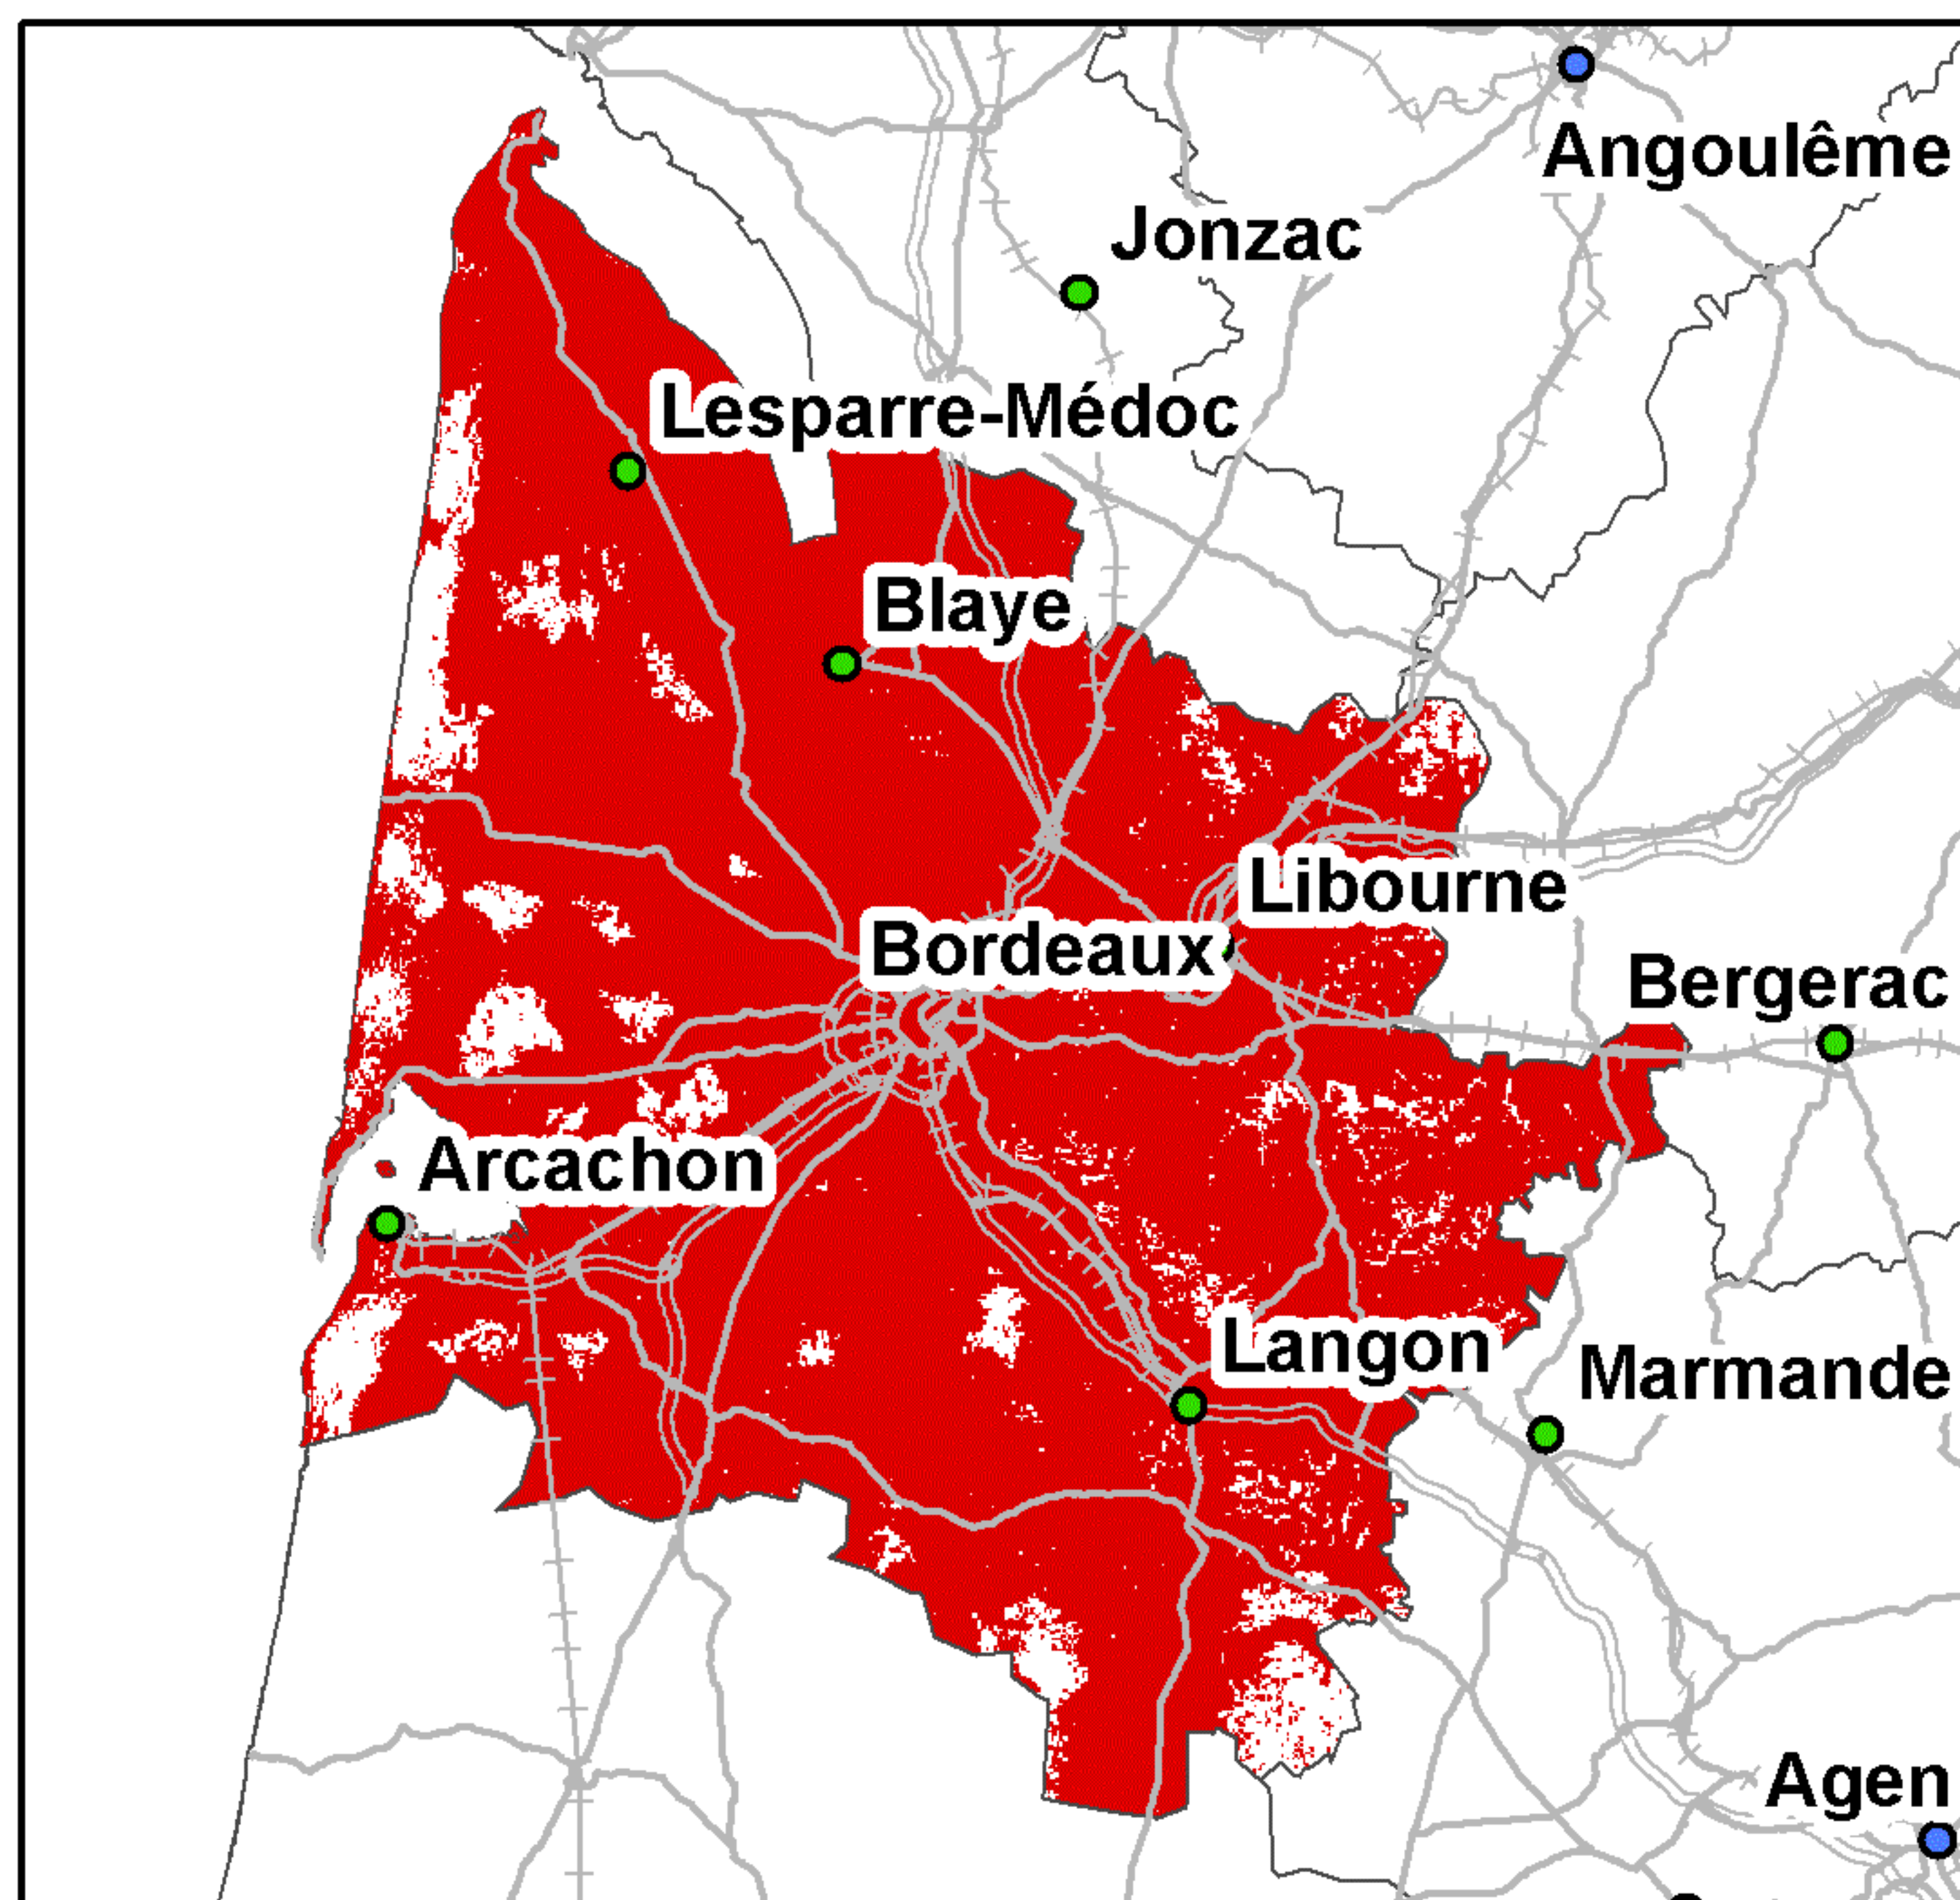 Angoulême
Jonzac
Lesparre-Médoc
Blaye
Libourne
Bordeaux
Bergerac
Arcachon
Langon
Marmande
Agen